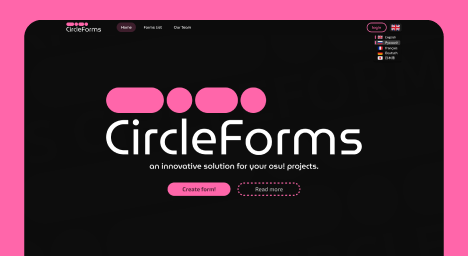 CircleForms
Home Forms List Our Team
login
English
Русский
Français
Deutsch
日本語
CircleForms
an innovative solution for your osu! projects.
Create form! Read more